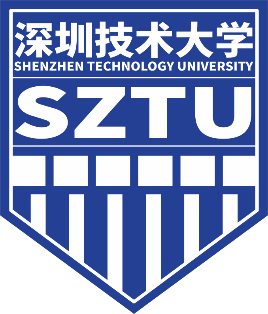 深圳技术大学
SHENZHEN TECHNOLOGY UNIVERSITY
SZTU